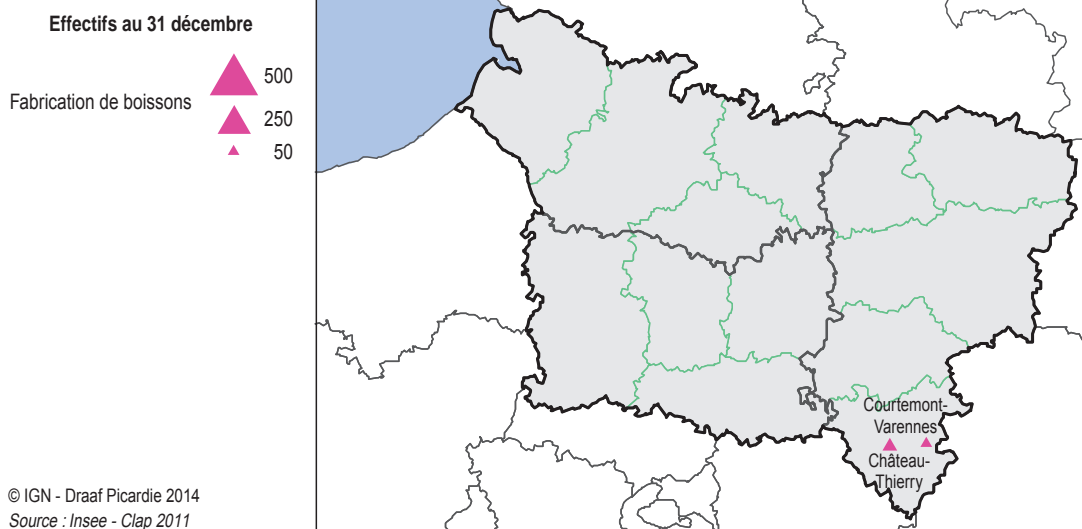 Effectifs au 31 décembre
Fabrication de boissons
500
250
50
Courtemont-
Varennes
Château-
Thierry
© IGN - Draaf Picardie 2014
Source : Insee - Clap 2011